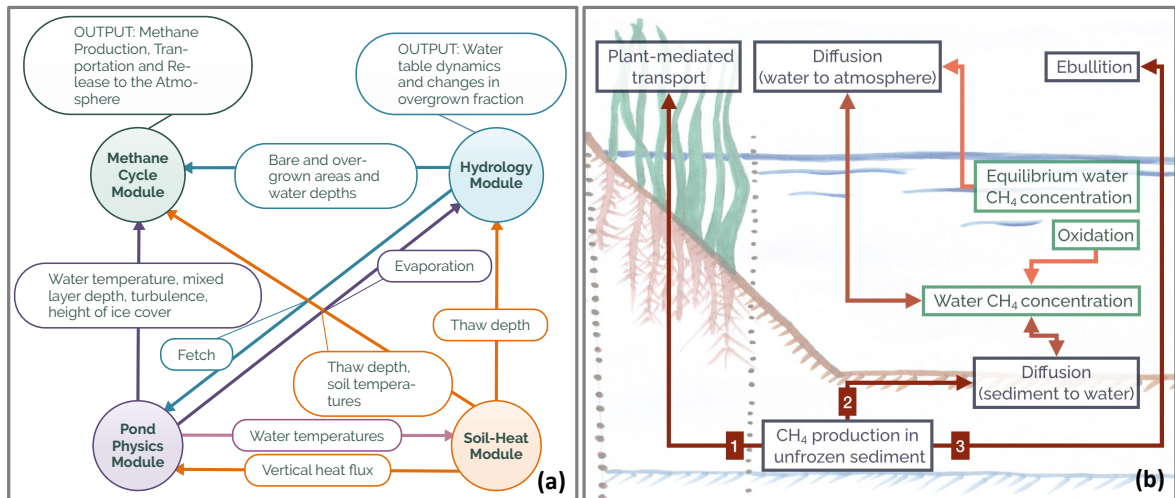 OUTPUT: Methane
Production, Tran-
portation and Re-
lease to the Atmo-
sphere
OUTPUT: Water
table dynamics
and changes in
overgrown fraction
Methane
Cycle
Module
Bare and over-
grown areas and
water depths
Hydrology
Module
Water temperature, mixed
layer depth, turbulence,
height of ice cover
Evaporation
Fetch
Thaw depth
Thaw depth,
soil tempera-
tures
Pond
Physics
Module
Water temperatures
Vertical heat flux
Soil-Heat
Module
(a)
Plant-mediated
transport
Diffusion
(water to atmosphere)
Ebullition
Equilibrium water
CH₄ concentration
Oxidation
Water CH₄ concentration
Diffusion
(sediment to water)
1
2
3
CH₄ production in
unfrozen sediment
(b)